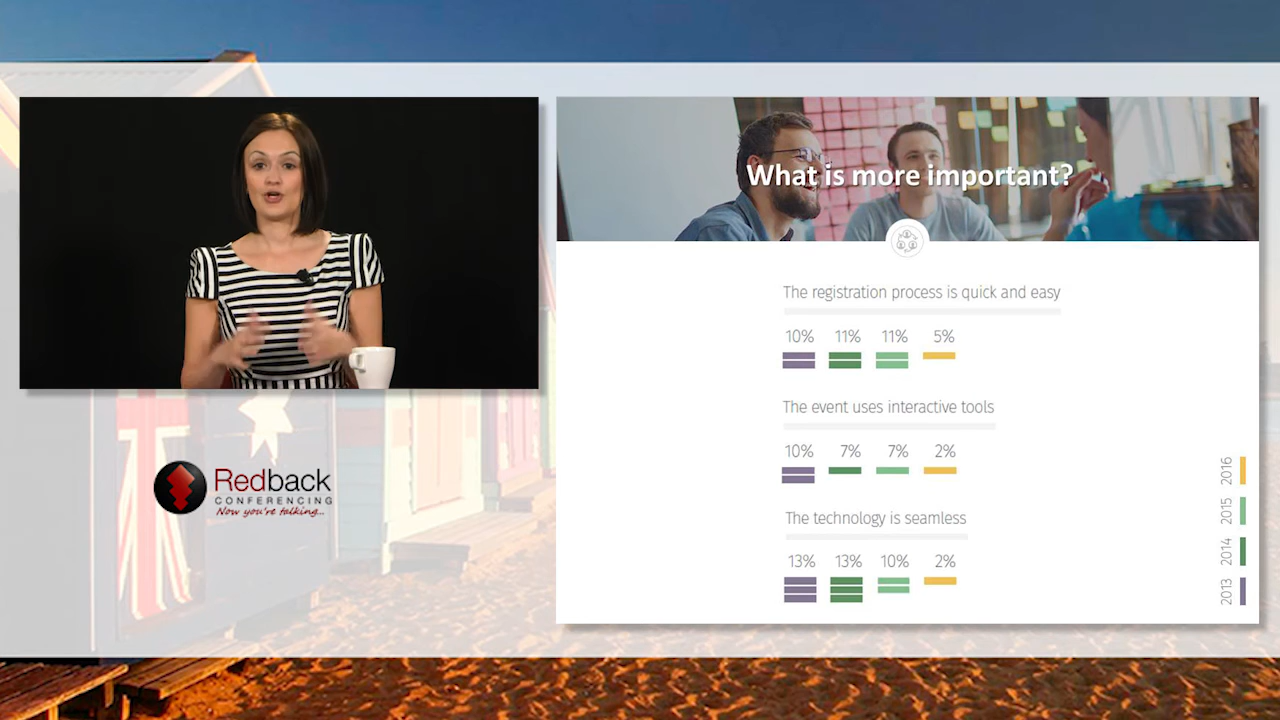 What is more important?
The registration process is quick and easy
10% 11% 11% 5%
The event uses interactive tools
10% 7% 7% 2%
The technology is seamless
13% 13% 10% 2%
2016
2015
2014
2013
Redback
CONFERENCING
Now you're talking...